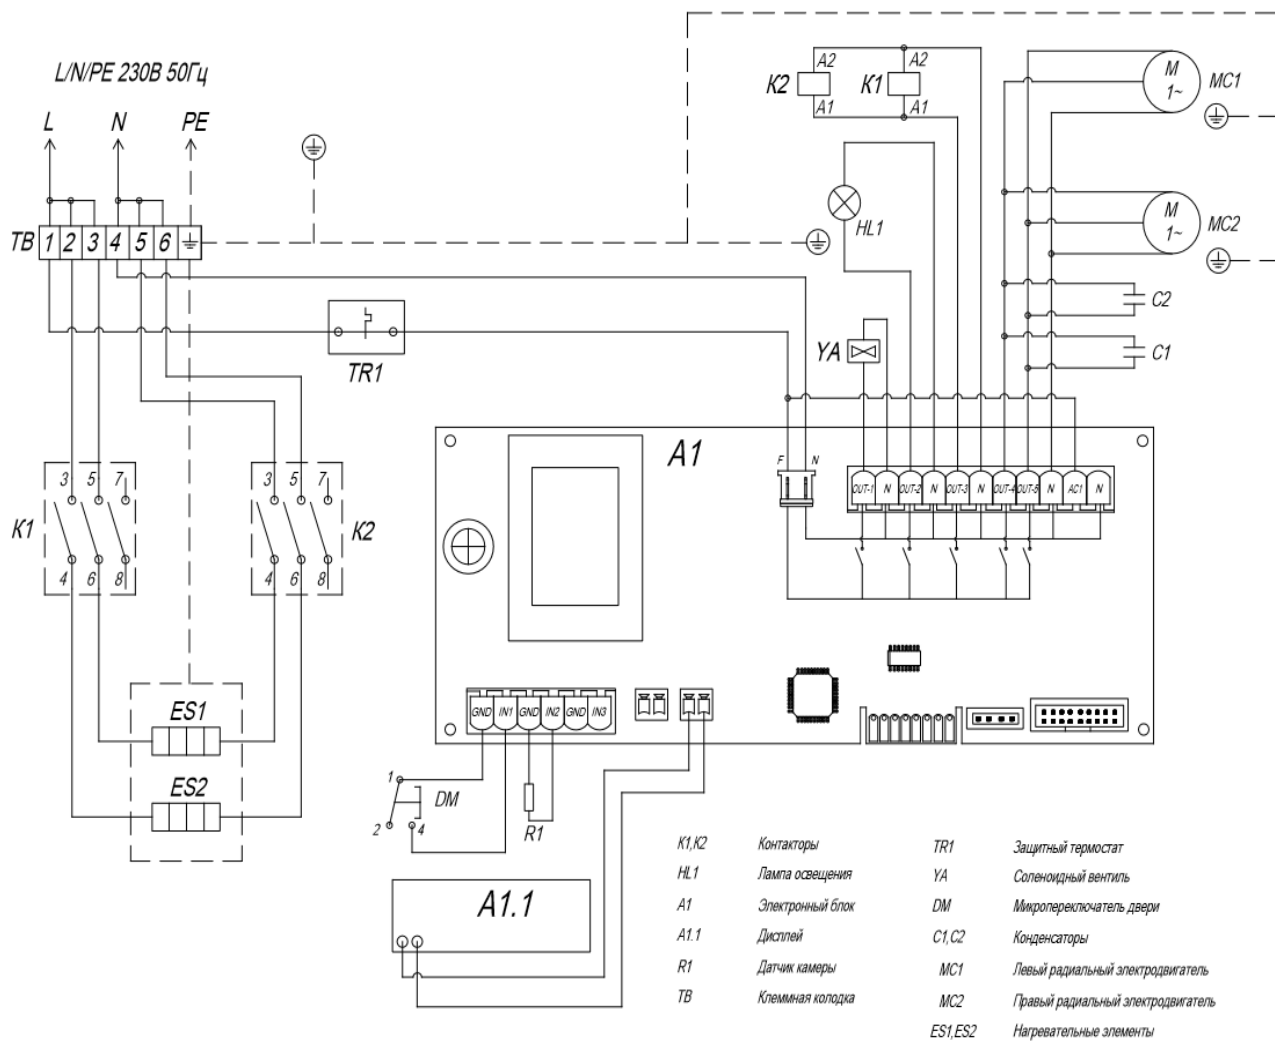 L/N/PE 230В 50Гц
L N PE
TB 1 2 3 4 5 6
K2 A2 A1 K1 A2 A1
M 1~ MC1
HL1
M 1~ MC2
C2
C1
YA
TR1
A1
F N
OUT-1 N OUT-2 N OUT-3 N OUT-4 OUT-5 N AC1 N
K1 3 5 7
4 6 8
3 5 7 K2
4 6 8
ES1
ES2
GND IN1 GND IN2 GND IN3
1 2 4 DM
R1
A1.1
K1,K2 Контакторы
HL1 Лампа освещения
A1 Электронный блок
A1.1 Дисплей
R1 Датчик камеры
TB Клеммная колодка
TR1 Защитный термостат
YA Соленоидный вентиль
DM Микропереключатель двери
C1,C2 Конденсаторы
MC1 Левый радиальный электродвигатель
MC2 Правый радиальный электродвигатель
ES1,ES2 Нагревательные элементы